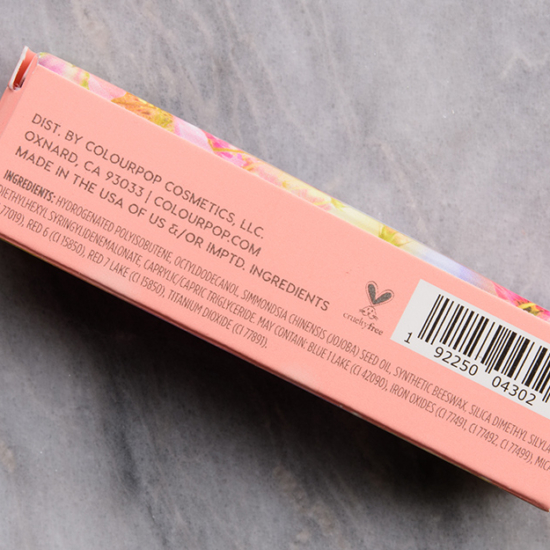 DIST. BY COLOURPOP COSMETICS, LLC.
OXNARD, CA 93033 | COLOURPOP.COM
MADE IN THE USA OF US &/OR IMPTD. INGREDIENTS
INGREDIENTS: HYDROGENATED POLYISOBUTENE, OCTYLDODECANOL, SIMMONDSIA CHINENSIS (JOJOBA) SEED OIL, SYNTHETIC BEESWAX, SILICA DIMETHYL SILYLA
DIETHYLHEXYL SYRINGYLIDENEMALONATE, CAPRYLIC/CAPRIC TRIGLYCERIDE. MAY CONTAIN: BLUE 1 LAKE (CI 42090), IRON OXIDES (CI 77491, CI 77492, CI 77499), MIC
77019), RED 6 (CI 15850), RED 7 LAKE (CI 15850), TITANIUM DIOXIDE (CI 77891).
crueltyfree
1 92250 04302